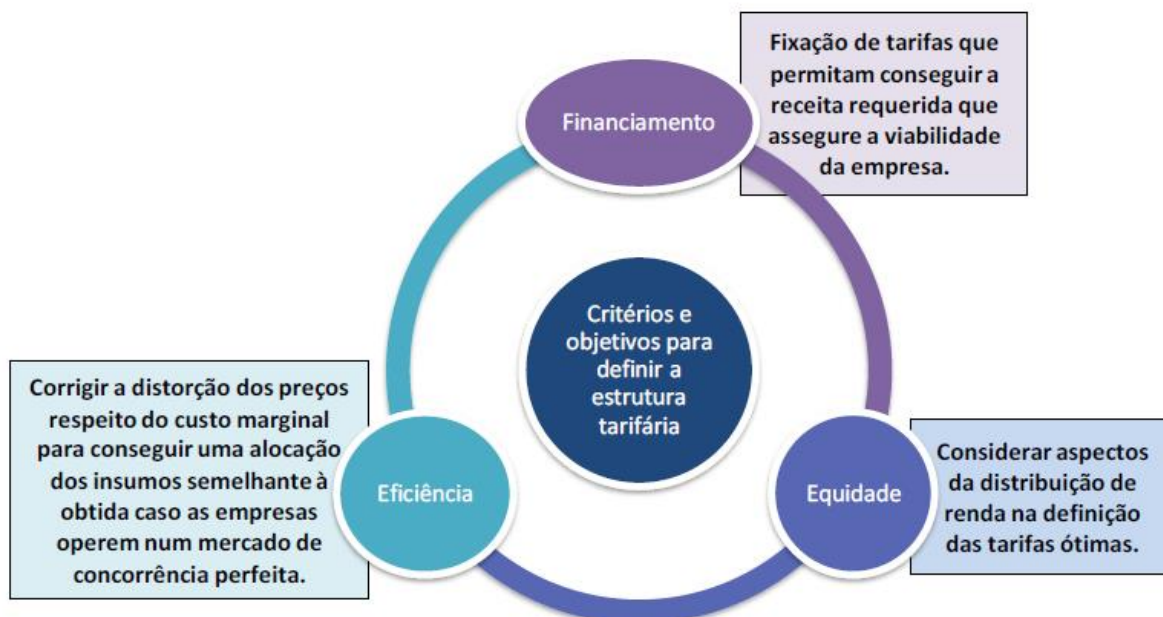 Financiamento
Fixação de tarifas que
permitam conseguir a
receita requerida que
assegure a viabilidade
da empresa.
Critérios e
objetivos para
definir a
estrutura
tarifária
Corrigir a distorção dos preços
respeito do custo marginal
para conseguir uma alocação
dos insumos semelhante à
obtida caso as empresas
operem num mercado de
concorrência perfeita.
Eficiência
Equidade
Considerar aspectos
da distribuição de
renda na definição
das tarifas ótimas.